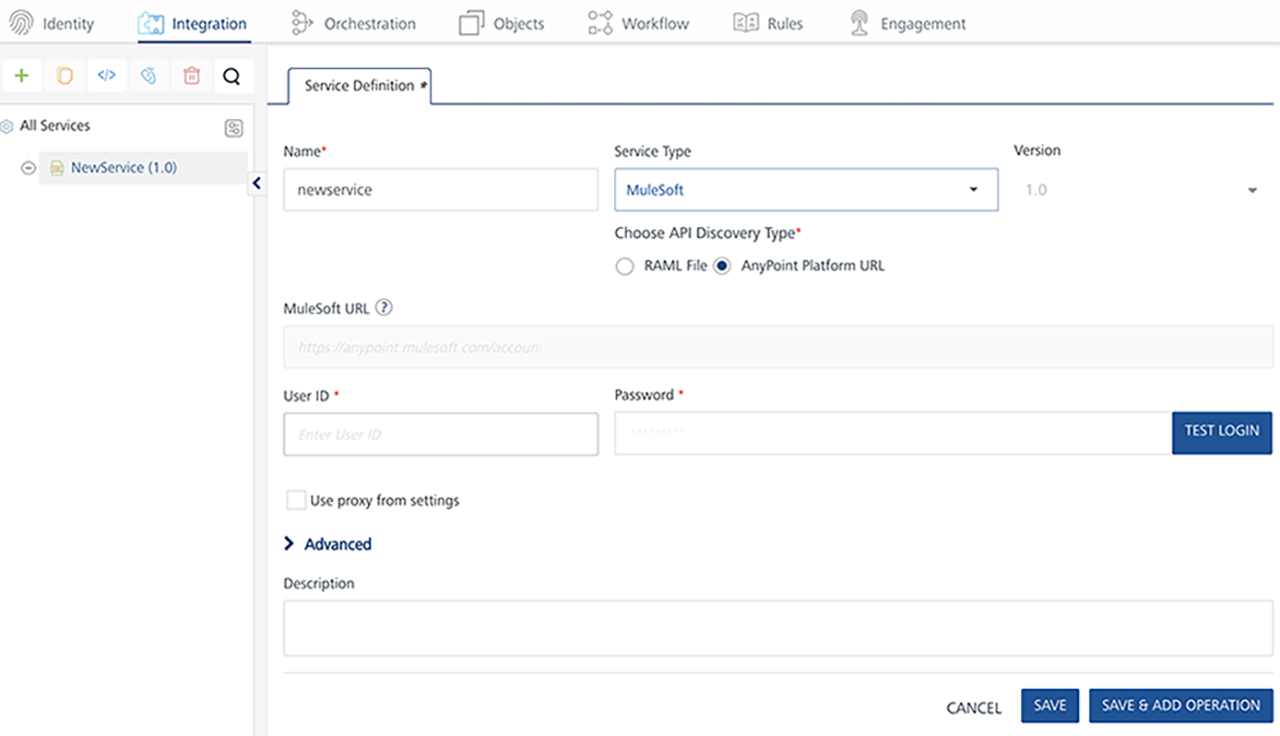 Identity Integration Orchestration Objects Workflow Rules Engagement
Service Definition *
All Services
NewService (1.0)
Name* Service Type Version
newservice MuleSoft 1.0
Choose API Discovery Type*
RAML File AnyPoint Platform URL
MuleSoft URL ?
https://anypoint.mulesoft.com/account
User ID * Password *
Enter User ID ********* TEST LOGIN
Use proxy from settings
Advanced
Description
CANCEL SAVE SAVE & ADD OPERATION